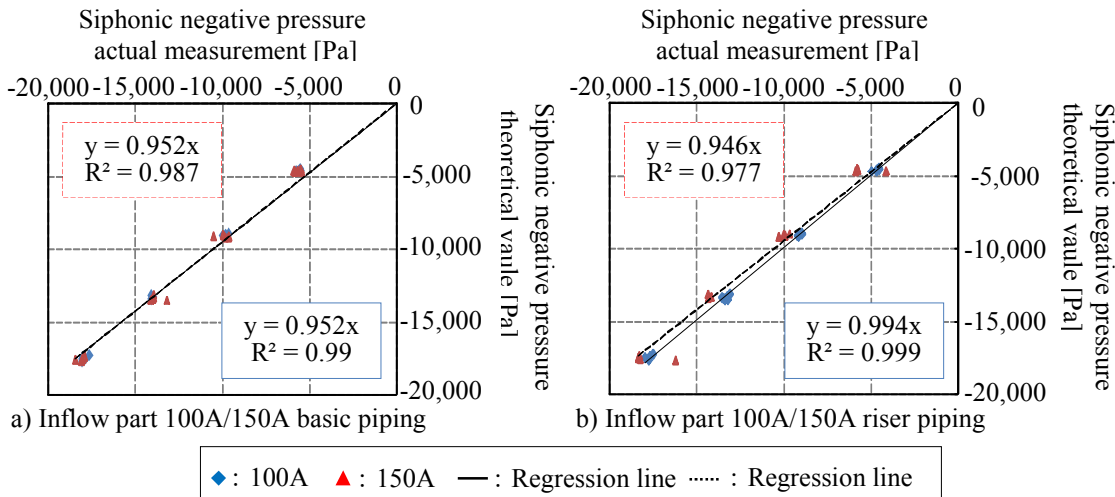 Siphonic negative pressure
actual measurement [Pa]
-20,000 -15,000 -10,000 -5,000 0
0
-5,000
-10,000
-15,000
-20,000
Siphonic negative pressure
theoretical vaule [Pa]
y = 0.952x
R² = 0.987
y = 0.952x
R² = 0.99
a) Inflow part 100A/150A basic piping
Siphonic negative pressure
actual measurement [Pa]
-20,000 -15,000 -10,000 -5,000 0
0
-5,000
-10,000
-15,000
-20,000
Siphonic negative pressure
theoretical vaule [Pa]
y = 0.946x
R² = 0.977
y = 0.994x
R² = 0.999
b) Inflow part 100A/150A riser piping
: 100A : 150A : Regression line : Regression line